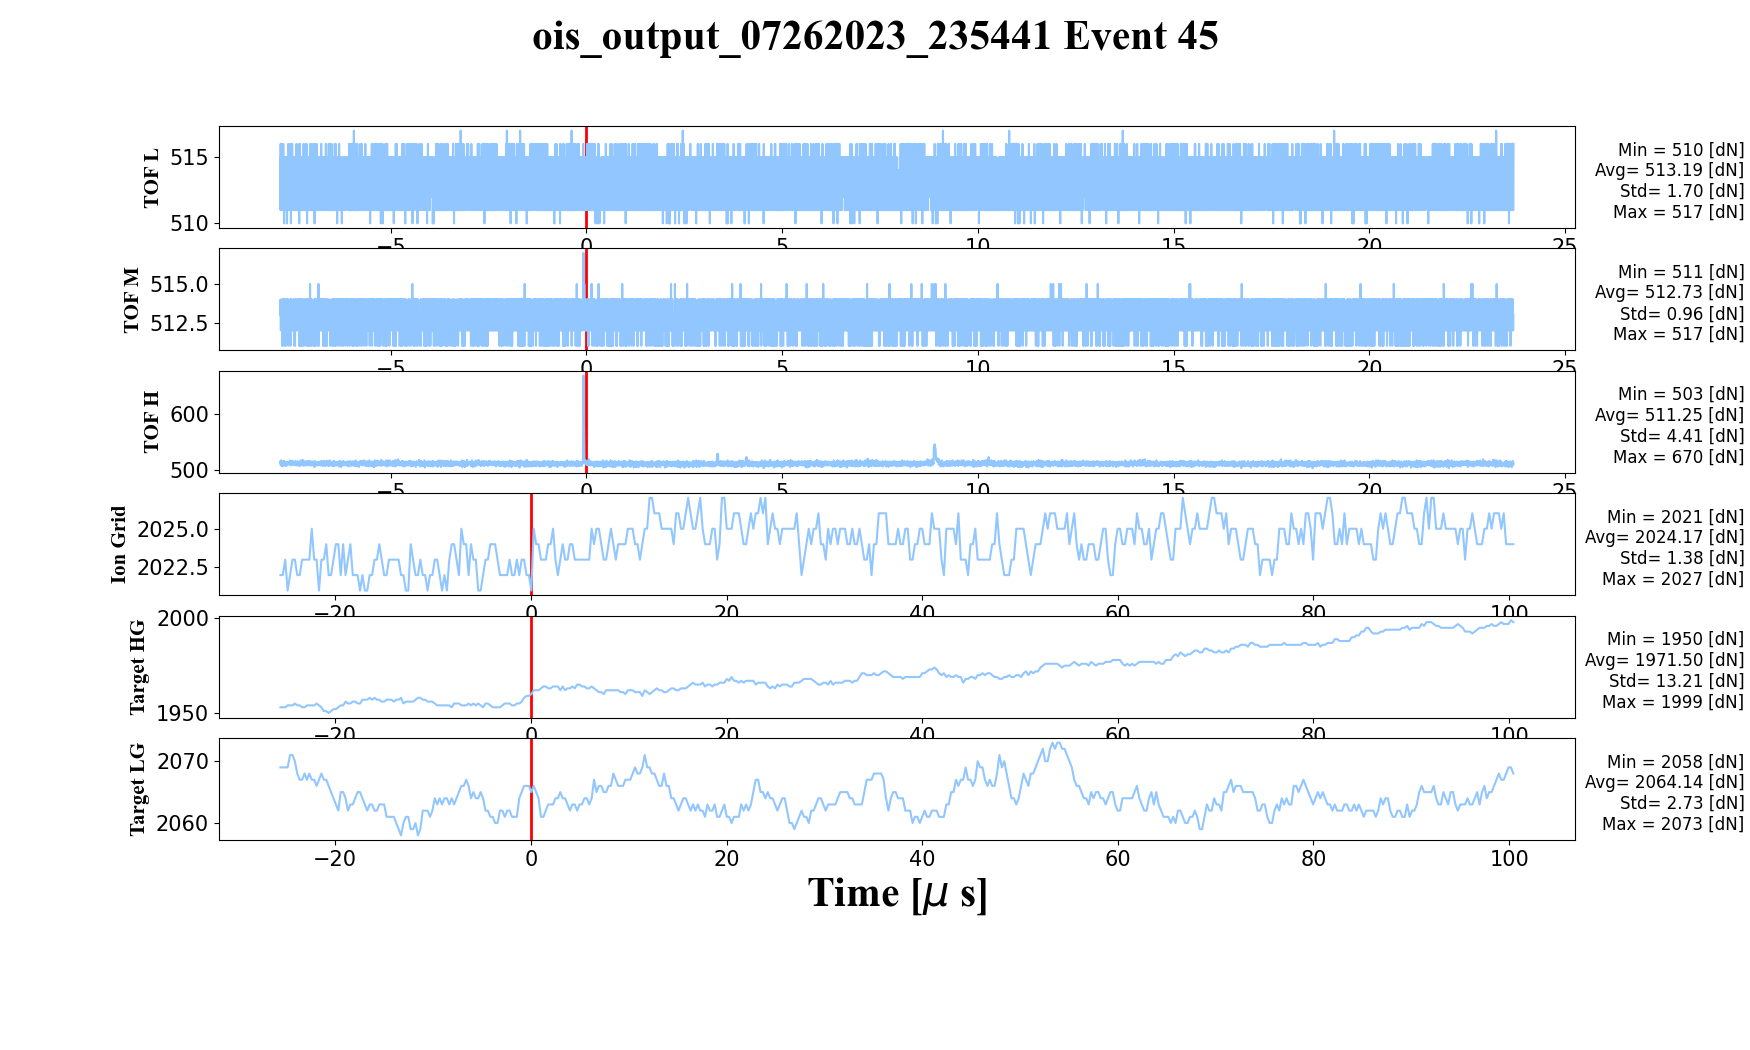 ois_output_07262023_235441 Event 45
TOF L
515
510
−5 0 5 10 15 20 25
Min = 510 [dN]
Avg= 513.19 [dN]
Std= 1.70 [dN]
Max = 517 [dN]
TOF M
515.0
512.5
−5 0 5 10 15 20 25
Min = 511 [dN]
Avg= 512.73 [dN]
Std= 0.96 [dN]
Max = 517 [dN]
TOF H
600
500
−5 0 5 10 15 20 25
Min = 503 [dN]
Avg= 511.25 [dN]
Std= 4.41 [dN]
Max = 670 [dN]
Ion Grid
2025.0
2022.5
−20 0 20 40 60 80 100
Min = 2021 [dN]
Avg= 2024.17 [dN]
Std= 1.38 [dN]
Max = 2027 [dN]
Target HG
2000
1950
−20 0 20 40 60 80 100
Min = 1950 [dN]
Avg= 1971.50 [dN]
Std= 13.21 [dN]
Max = 1999 [dN]
Target LG
2070
2060
−20 0 20 40 60 80 100
Min = 2058 [dN]
Avg= 2064.14 [dN]
Std= 2.73 [dN]
Max = 2073 [dN]
Time [μ s]